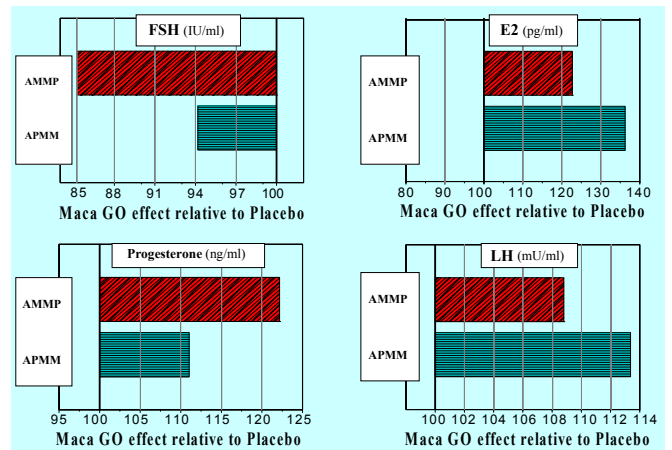 FSH (IU/ml)
AMMP
APMM
85 88 91 94 97 100
Maca GO effect relative to Placebo
E2 (pg/ml)
AMMP
APMM
80 90 100 110 120 130 140
Maca GO effect relative to Placebo
Progesterone (ng/ml)
AMMP
APMM
95 100 105 110 115 120 125
Maca GO effect relative to Placebo
LH (mU/ml)
AMMP
APMM
100 102 104 106 108 110 112 114
Maca GO effect relative to Placebo